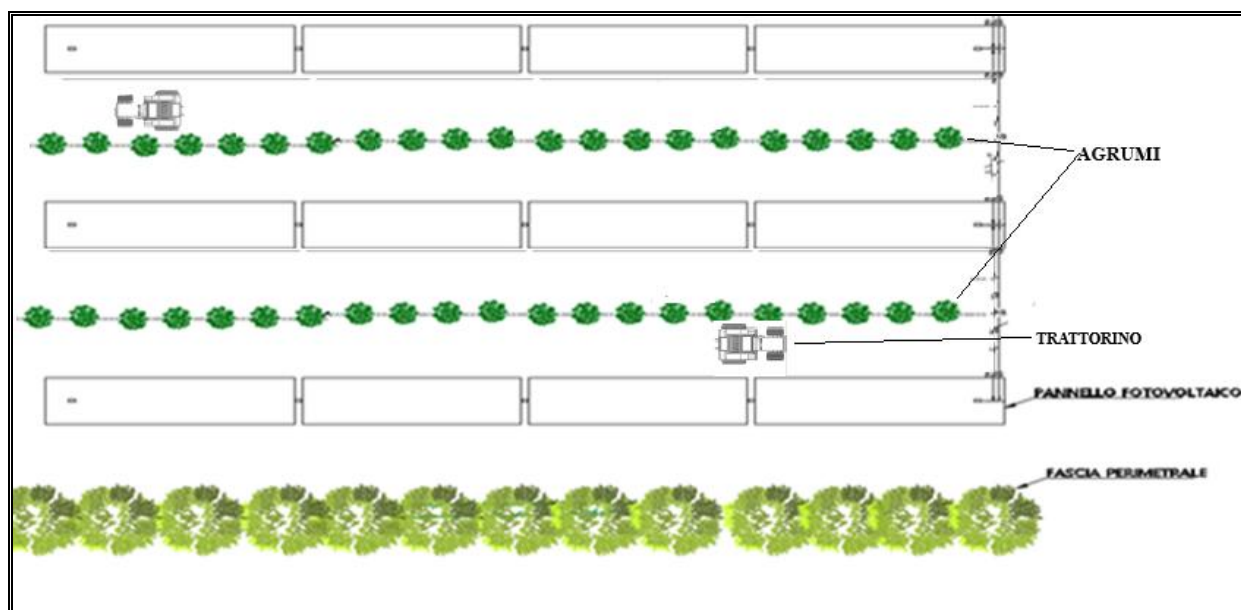 AGRUMI
TRATTORINO
PANNELLO FOTOVOLTAICO
FASCIA PERIMETRALE